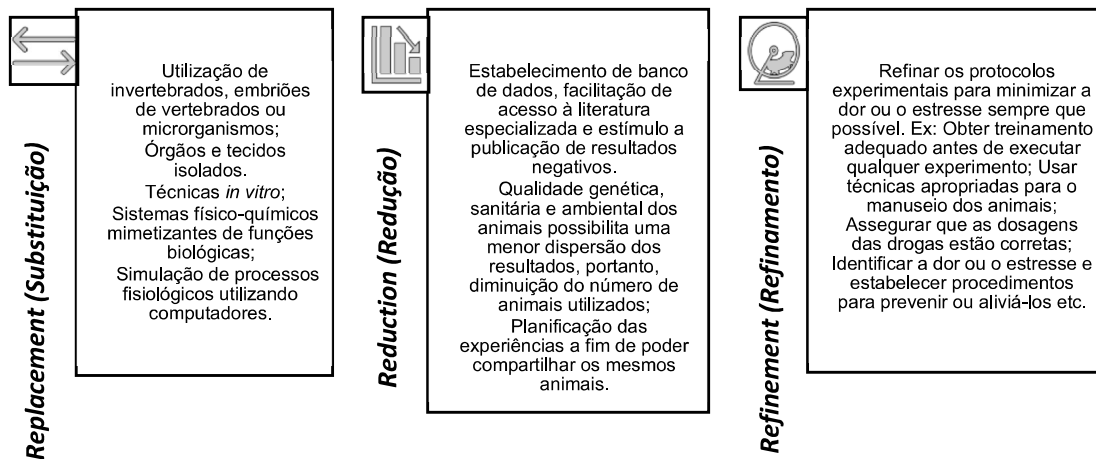 Replacement (Substituição)
Utilização de
invertebrados, embriões
de vertebrados ou
microrganismos;
Órgãos e tecidos
isolados.
Técnicas in vitro;
Sistemas físico-químicos
mimetizantes de funções
biológicas;
Simulação de processos
fisiológicos utilizando
computadores.
Reduction (Redução)
Estabelecimento de banco
de dados, facilitação de
acesso à literatura
especializada e estímulo a
publicação de resultados
negativos.
Qualidade genética,
sanitária e ambiental dos
animais possibilita uma
menor dispersão dos
resultados, portanto,
diminuição do número de
animais utilizados;
Planificação das
experiências a fim de poder
compartilhar os mesmos
animais.
Refinement (Refinamento)
Refinar os protocolos
experimentais para minimizar a
dor ou o estresse sempre que
possível. Ex: Obter treinamento
adequado antes de executar
qualquer experimento; Usar
técnicas apropriadas para o
manuseio dos animais;
Assegurar que as dosagens
das drogas estão corretas;
Identificar a dor ou o estresse e
estabelecer procedimentos
para prevenir ou aliviá-los etc.